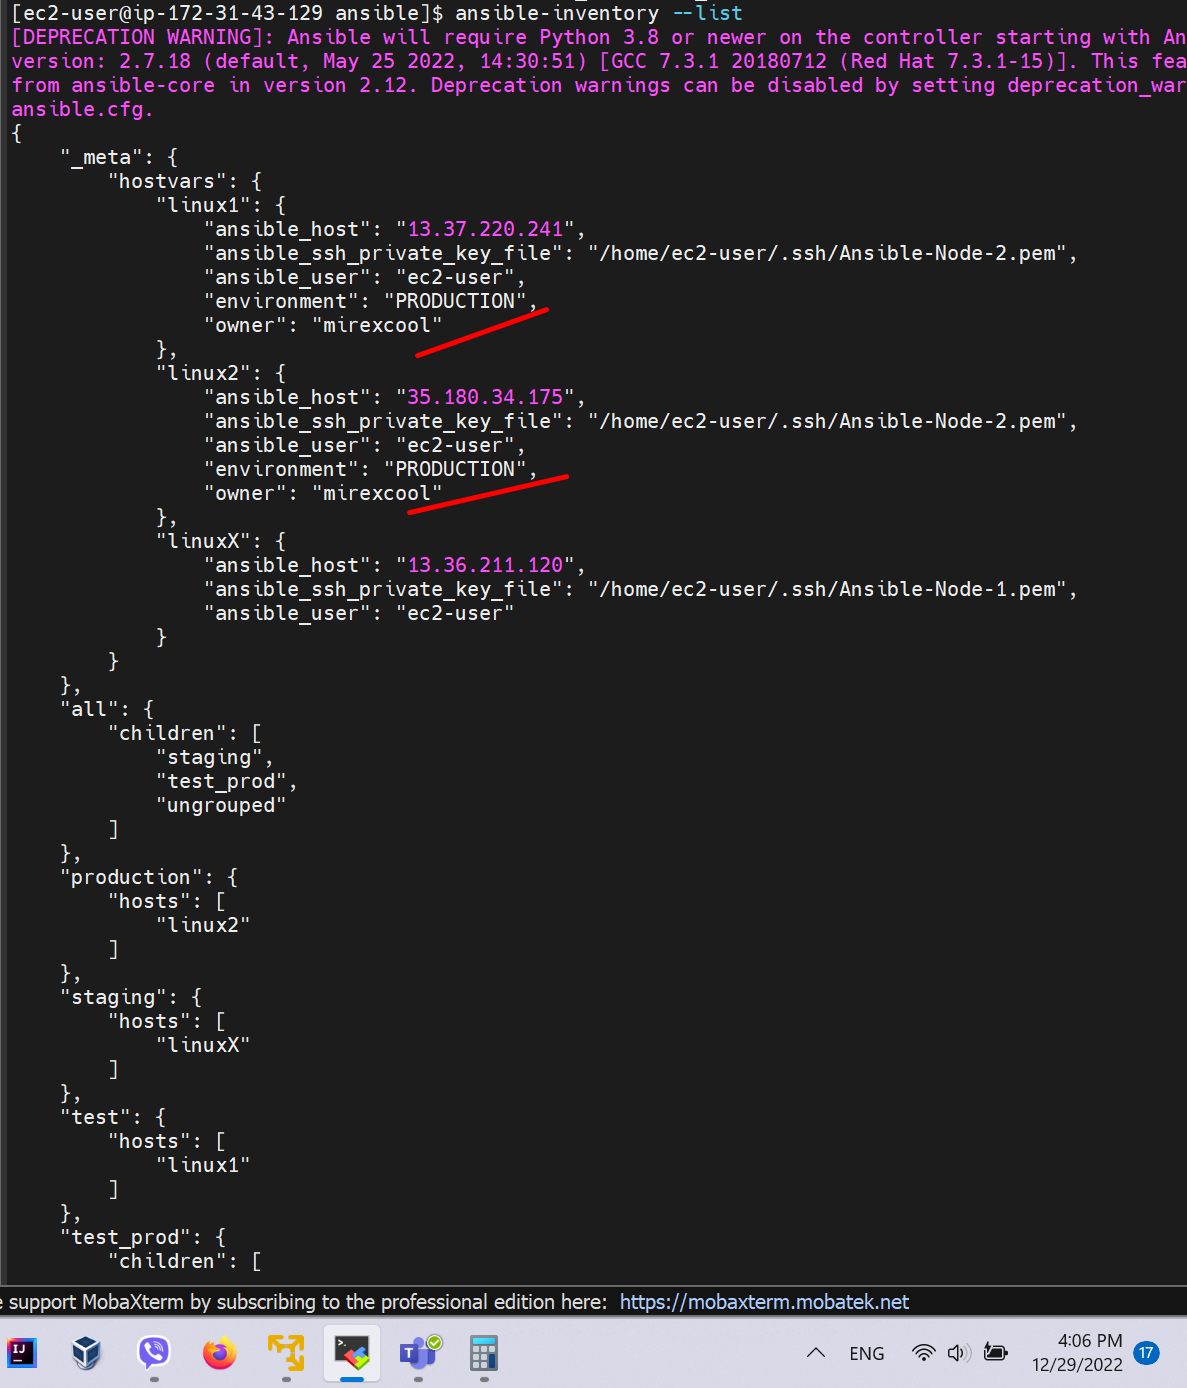 [ec2-user@ip-172-31-43-129 ansible]$ ansible-inventory --list
[DEPRECATION WARNING]: Ansible will require Python 3.8 or newer on the controller starting with An
version: 2.7.18 (default, May 25 2022, 14:30:51) [GCC 7.3.1 20180712 (Red Hat 7.3.1-15)]. This fea
from ansible-core in version 2.12. Deprecation warnings can be disabled by setting deprecation_war
ansible.cfg.
{
    "_meta": {
        "hostvars": {
            "linux1": {
                "ansible_host": "13.37.220.241",
                "ansible_ssh_private_key_file": "/home/ec2-user/.ssh/Ansible-Node-2.pem",
                "ansible_user": "ec2-user",
                "environment": "PRODUCTION",
                "owner": "mirexcool"
            },
            "linux2": {
                "ansible_host": "35.180.34.175",
                "ansible_ssh_private_key_file": "/home/ec2-user/.ssh/Ansible-Node-2.pem",
                "ansible_user": "ec2-user",
                "environment": "PRODUCTION",
                "owner": "mirexcool"
            },
            "linuxX": {
                "ansible_host": "13.36.211.120",
                "ansible_ssh_private_key_file": "/home/ec2-user/.ssh/Ansible-Node-1.pem",
                "ansible_user": "ec2-user"
            }
        }
    },
    "all": {
        "children": [
            "staging",
            "test_prod",
            "ungrouped"
        ]
    },
    "production": {
        "hosts": [
            "linux2"
        ]
    },
    "staging": {
        "hosts": [
            "linuxX"
        ]
    },
    "test": {
        "hosts": [
            "linux1"
        ]
    },
    "test_prod": {
        "children": [
e support MobaXterm by subscribing to the professional edition here: https://mobaxterm.mobatek.net
IJ
T
ENG
4:06 PM
12/29/2022
17